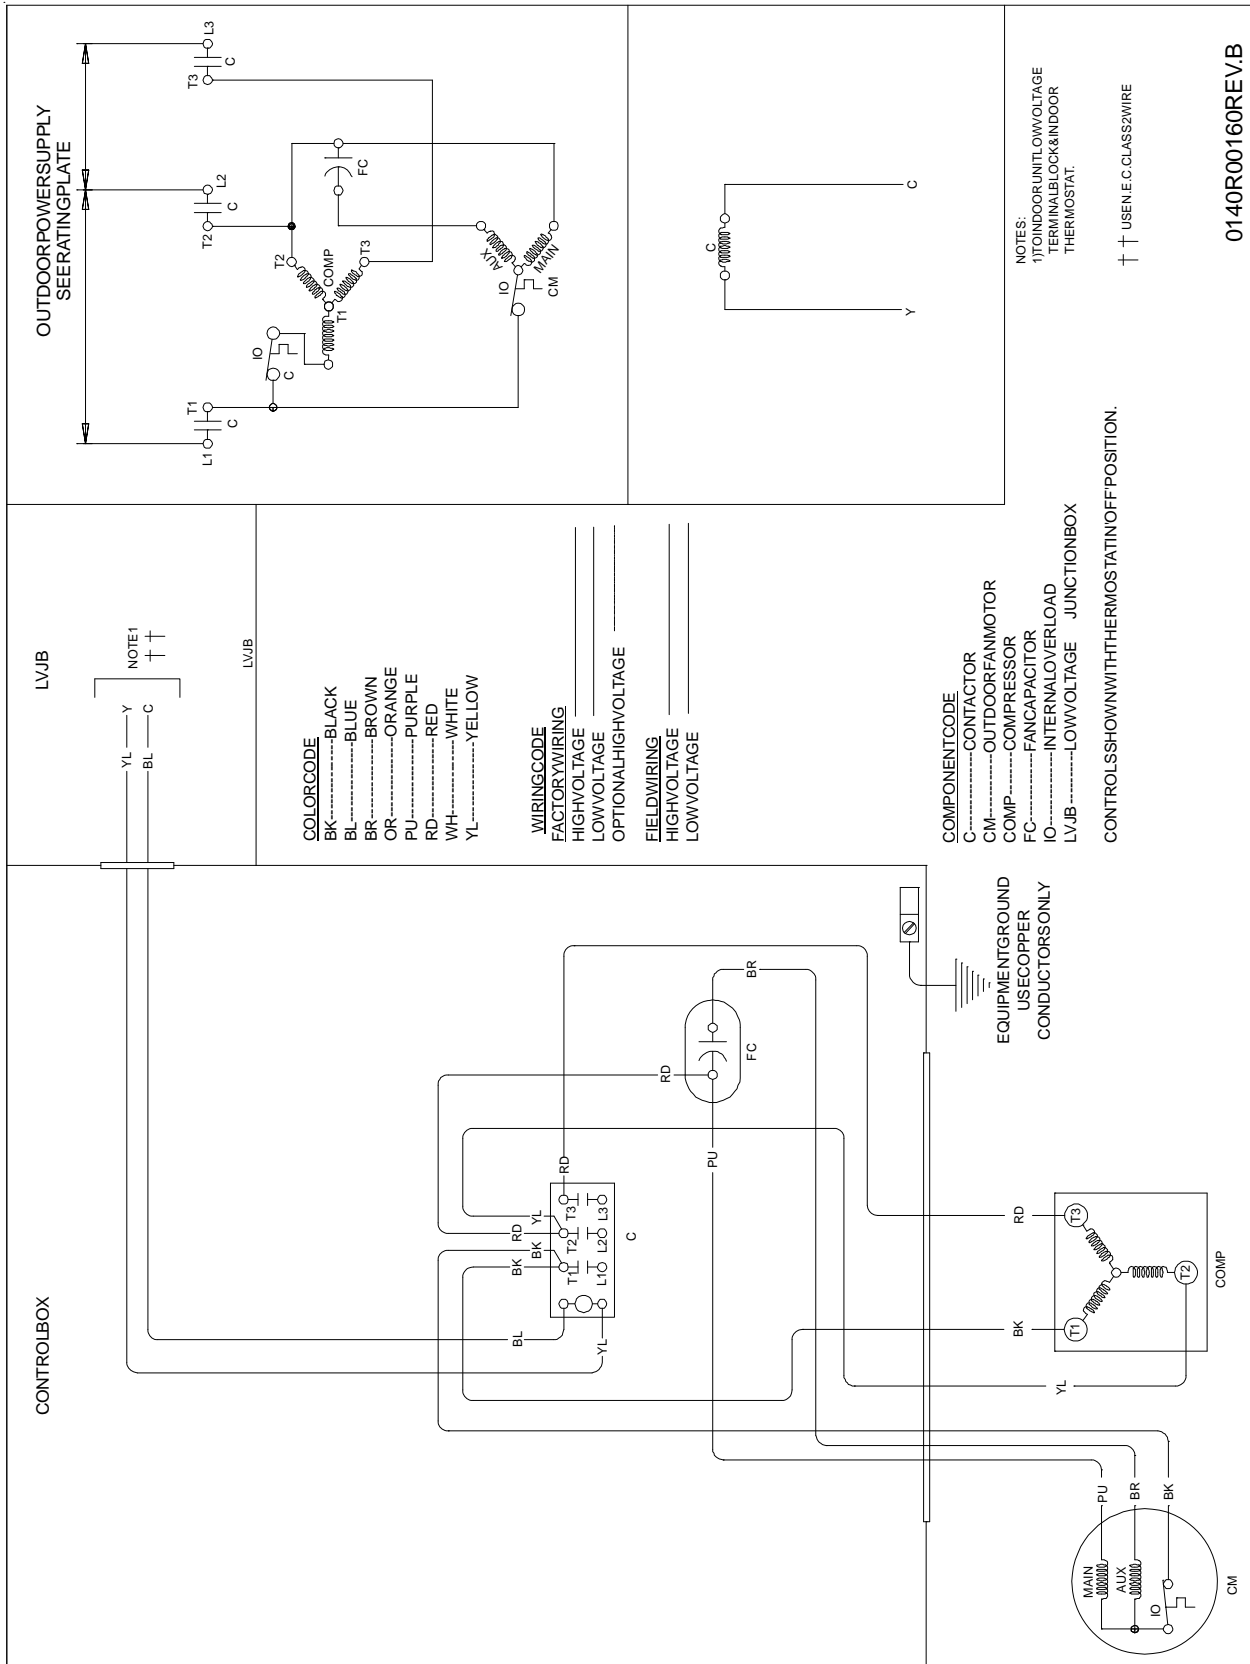 CONTROLBOX
YL
BL
BL
YL
BK
BK
RD
YL
RD
T1
T2
T3
L1
L2
L3
C
RD
PU
BR
FC
RD
BK
YL
T1
T2
T3
COMP
PU
BR
BK
MAIN
AUX
IO
CM
EQUIPMENTGROUND
USECOPPER
CONDUCTORSONLY
LVJB
Y
C
NOTE1
†† 
LVJB
COLORCODE
BK----------BLACK
BL----------BLUE
BR----------BROWN
OR----------ORANGE
PU----------PURPLE
RD----------RED
WH----------WHITE
YL----------YELLOW
WIRINGCODE
FACTORYWIRING
HIGHVOLTAGE
LOWVOLTAGE
OPTIONALHIGHVOLTAGE
FIELDWIRING
HIGHVOLTAGE
LOWVOLTAGE
COMPONENTCODE
C----------CONTACTOR
CM----------OUTDOORFANMOTOR
COMP-------COMPRESSOR
FC----------FANCAPACITOR
IO----------INTERNALOVERLOAD
LVJB----------LOWVOLTAGE JUNCTIONBOX
CONTROLSSHOWNWITHTHERMOSTATIN'OFF'POSITION.
OUTDOORPOWERSUPPLY
SEERATINGPLATE
L1
T1
C
T2
L2
C
T3
L3
C
IO
C
T1
T2
COMP
T3
FC
AUX
MAIN
IO
CM
C
Y
C
NOTES:
1)TOINDOORUNITLOWVOLTAGE
TERMINALBLOCK&INDOOR
THERMOSTAT.
†† USEN.E.C.CLASS2WIRE
0140R00160REV.B